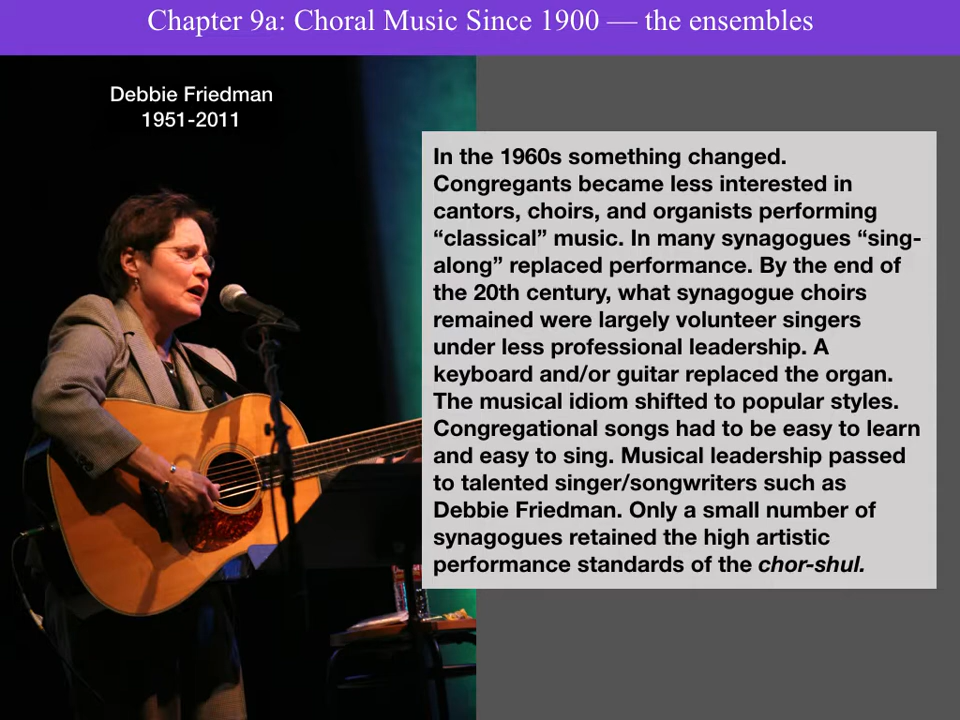 Chapter 9a: Choral Music Since 1900 — the ensembles
Debbie Friedman
1951-2011
In the 1960s something changed.
Congregants became less interested in
cantors, choirs, and organists performing
“classical” music. In many synagogues “sing-
along” replaced performance. By the end of
the 20th century, what synagogue choirs
remained were largely volunteer singers
under less professional leadership. A
keyboard and/or guitar replaced the organ.
The musical idiom shifted to popular styles.
Congregational songs had to be easy to learn
and easy to sing. Musical leadership passed
to talented singer/songwriters such as
Debbie Friedman. Only a small number of
synagogues retained the high artistic
performance standards of the chor-shul.